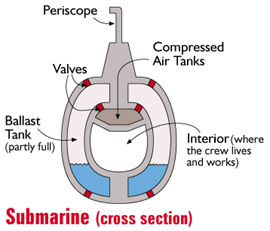 Periscope
Valves
Compressed
Air Tanks
Ballast
Tank
(partly full)
Interior (where
the crew lives
and works)
Submarine (cross section)